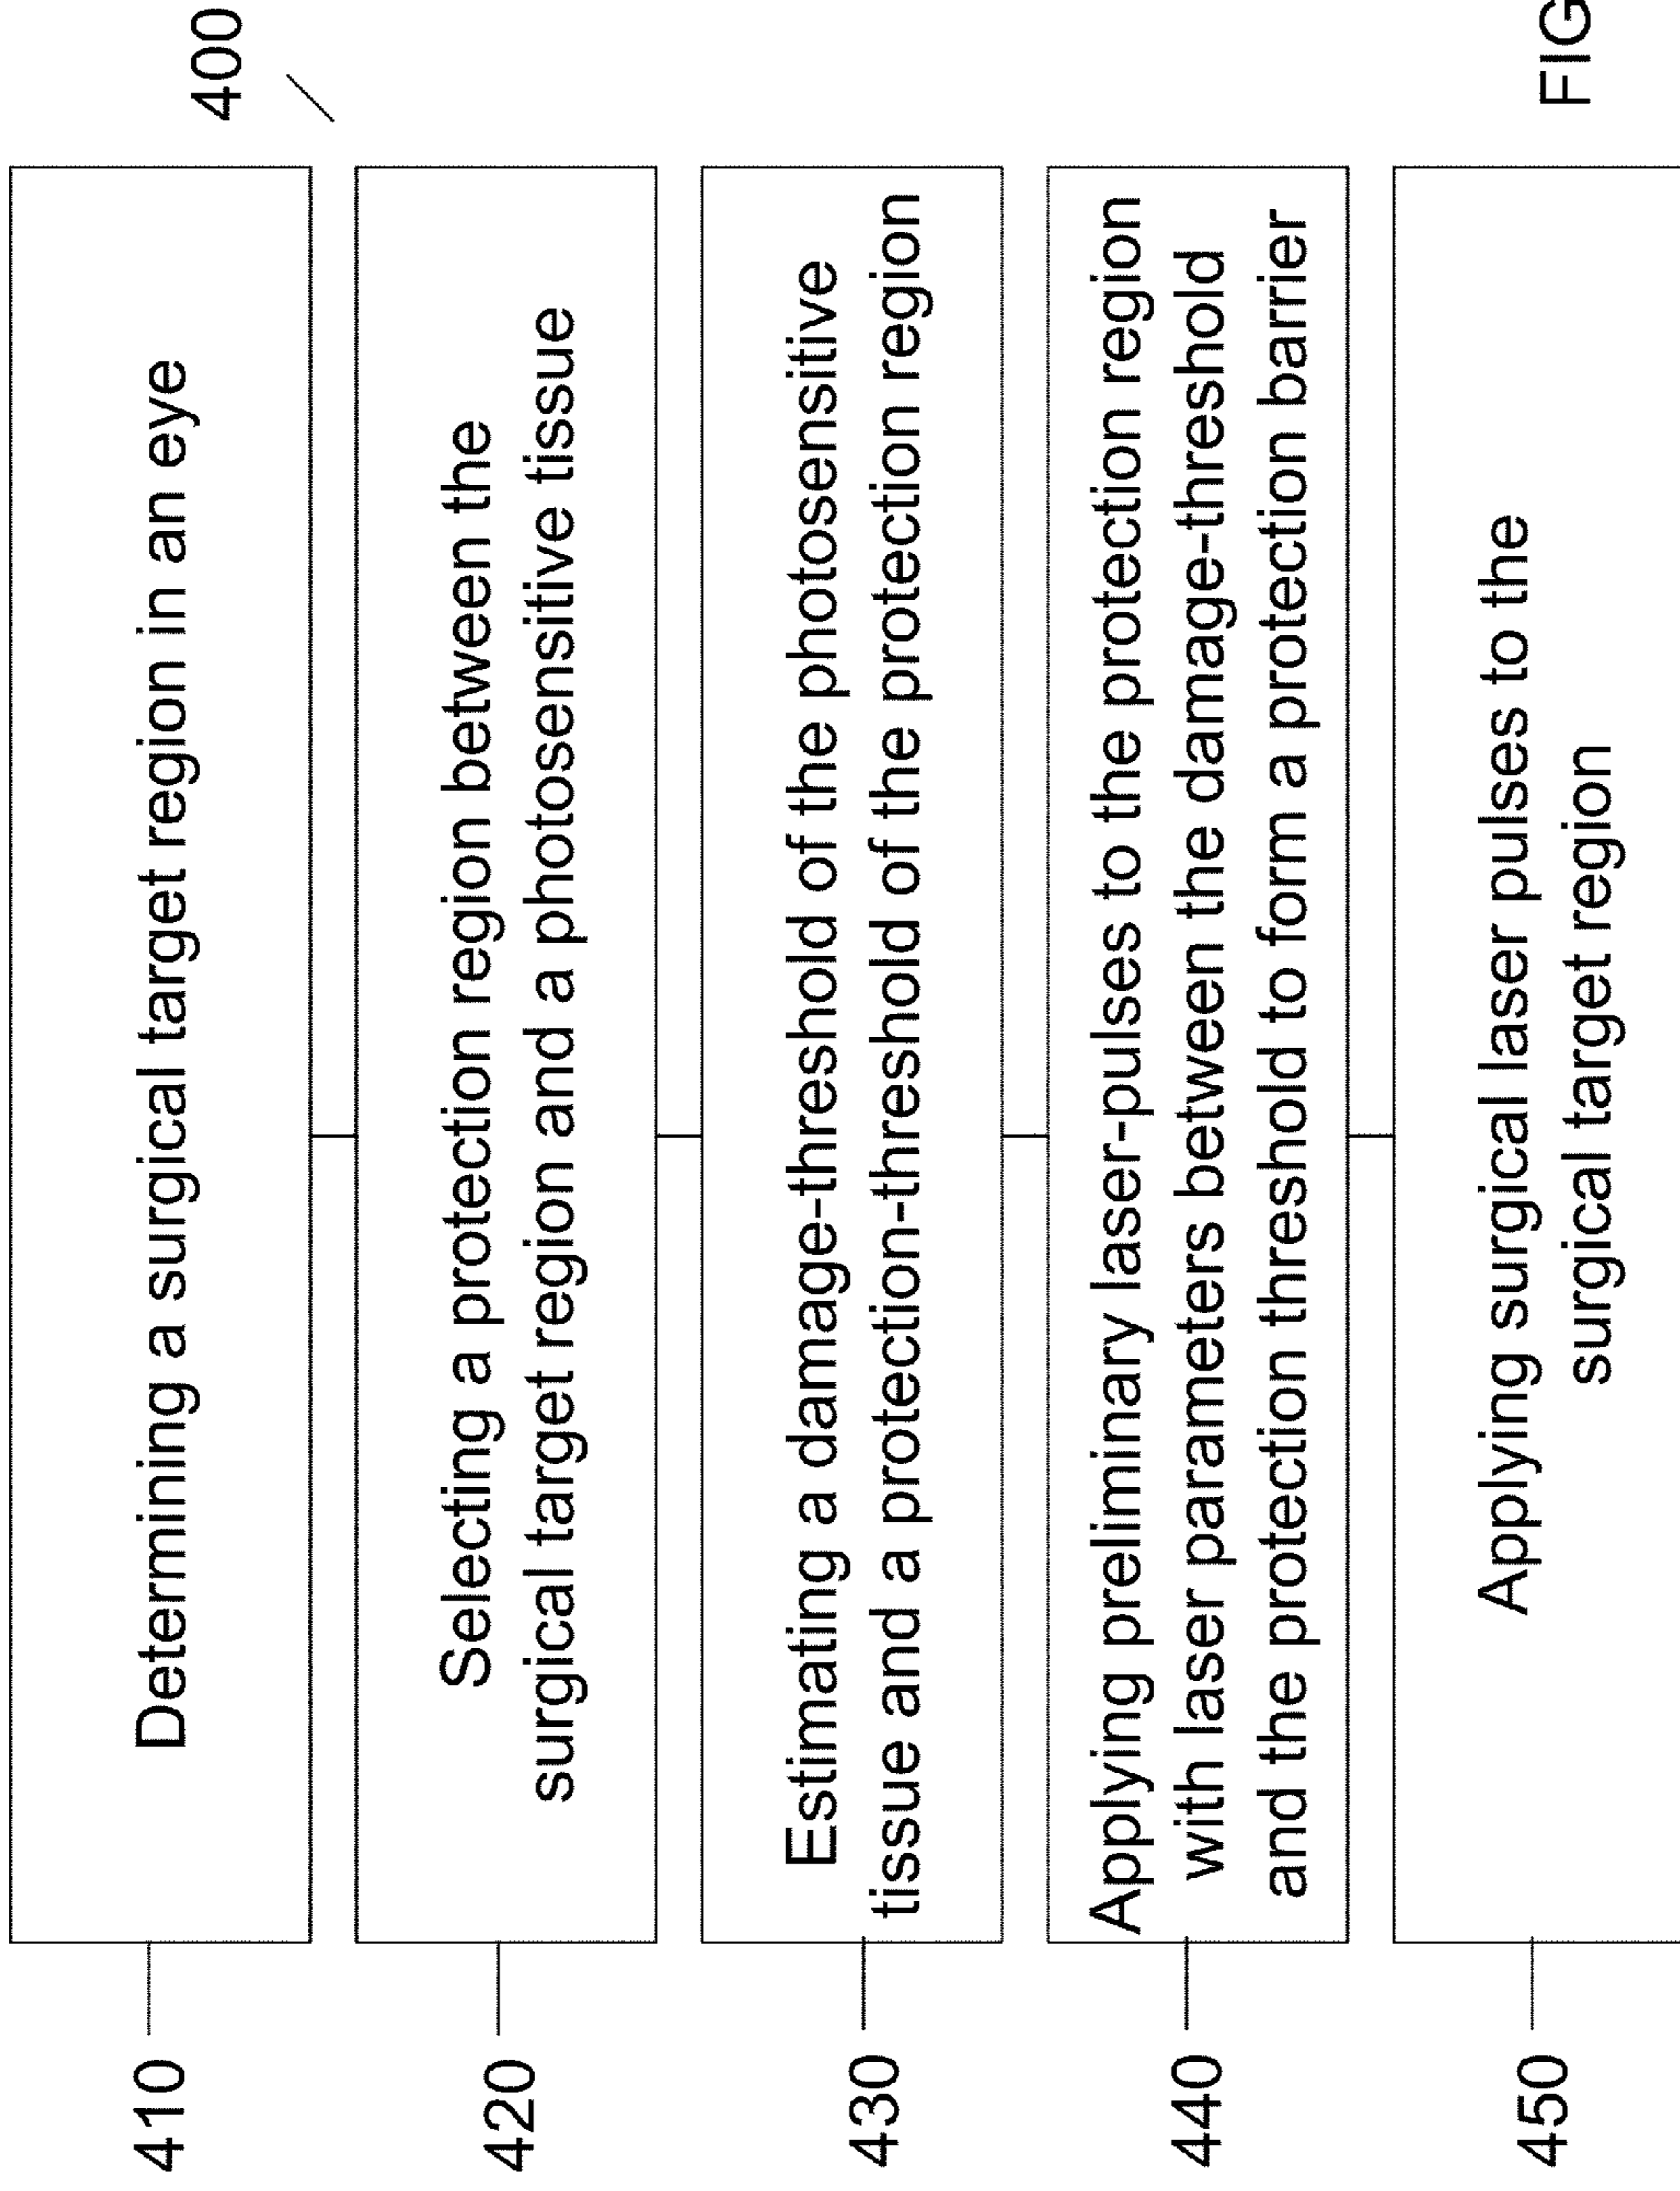 400
410
Determining a surgical target region in an eye
420
Selecting a protection region between the
surgical target region and a photosensitive tissue
430
Estimating a damage-threshold of the photosensitive
tissue and a protection-threshold of the protection region
440
Applying preliminary laser-pulses to the protection region
with laser parameters between the damage-threshold
and the protection threshold to form a protection barrier
450
Applying surgical laser pulses to the
surgical target region
FIG